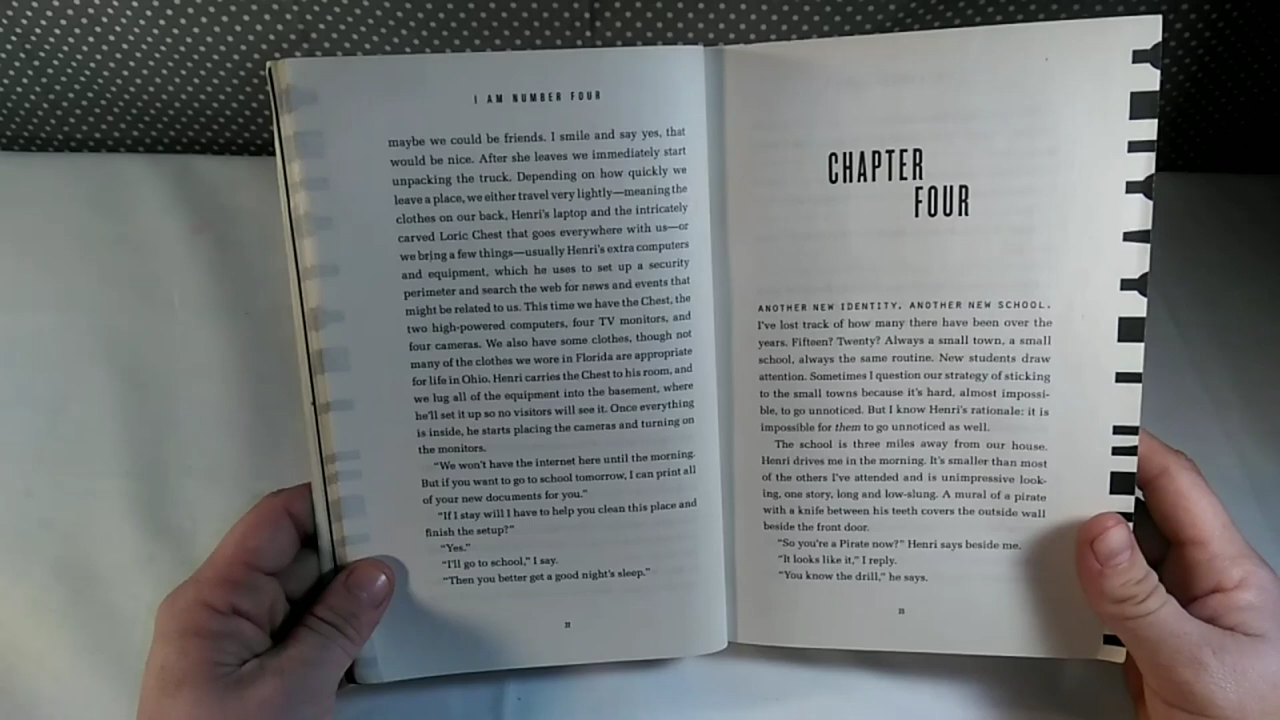 I AM NUMBER FOUR
maybe we could be friends. I smile and say yes, that
would be nice. After she leaves we immediately start
unpacking the truck. Depending on how quickly we
leave a place, we either travel very lightly—meaning the
clothes on our back, Henri's laptop and the intricately
carved Loric Chest that goes everywhere with us—or
we bring a few things—usually Henri's extra computers
and equipment, which he uses to set up a security
perimeter and search the web for news and events that
might be related to us. This time we have the Chest, the
two high-powered computers, four TV monitors, and
four cameras. We also have some clothes, though not
many of the clothes we wore in Florida are appropriate
for life in Ohio. Henri carries the Chest to his room, and
we lug all of the equipment into the basement, where
he'll set it up so no visitors will see it. Once everything
is inside, he starts placing the cameras and turning on
the monitors.
"We won't have the internet here until the morning.
But if you want to go to school tomorrow, I can print all
of your new documents for you."
"If I stay will I have to help you clean this place and
finish the setup?"
"Yes."
"I'll go to school," I say.
"Then you better get a good night's sleep."
CHAPTER
FOUR
ANOTHER NEW IDENTITY. ANOTHER NEW SCHOOL.
I've lost track of how many there have been over the
years. Fifteen? Twenty? Always a small town, a small
school, always the same routine. New students draw
attention. Sometimes I question our strategy of sticking
to the small towns because it's hard, almost impossi-
ble, to go unnoticed. But I know Henri's rationale: it is
impossible for them to go unnoticed as well.
The school is three miles away from our house.
Henri drives me in the morning. It's smaller than most
of the others I've attended and is unimpressive look-
ing, one story, long and low-slung. A mural of a pirate
with a knife between his teeth covers the outside wall
beside the front door.
"So you're a Pirate now?" Henri says beside me.
"It looks like it," I reply.
"You know the drill," he says.